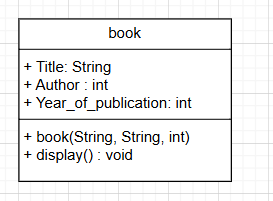 book
+ Title: String
+ Author : int
+ Year_of_publication: int
+ book(String, String, int)
+ display() : void